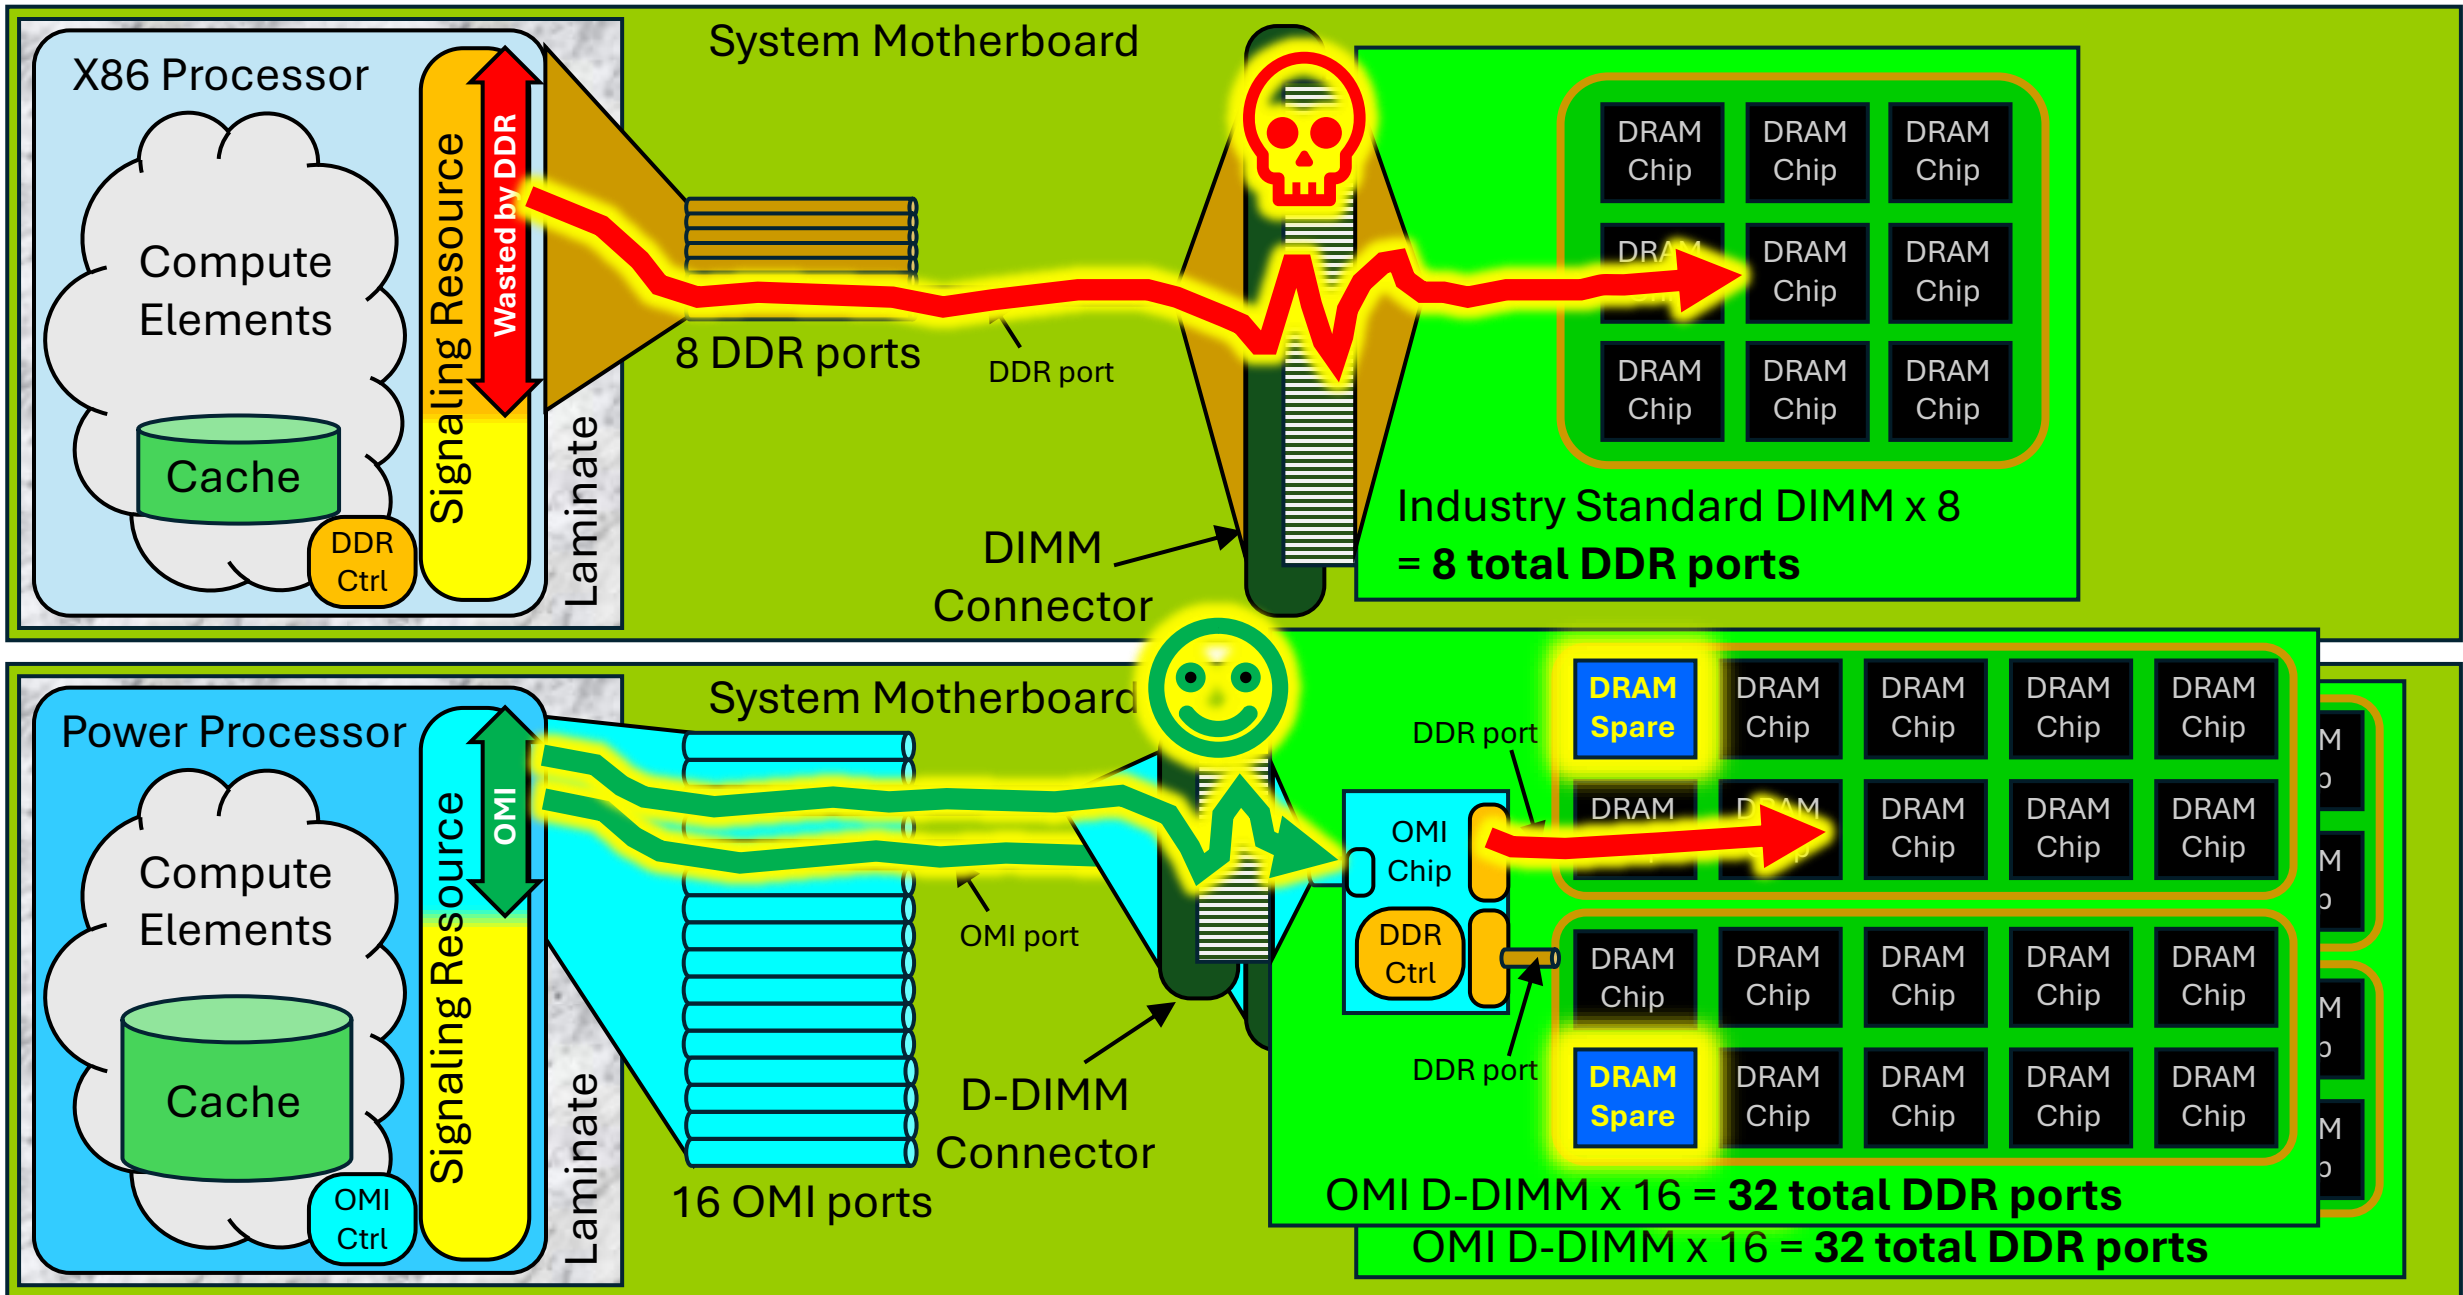 System Motherboard
X86 Processor
Compute
Elements
Cache
DDR
Ctrl
Signaling Resource
Wasted by DDR
Laminate
8 DDR ports
DDR port
DIMM
Connector
DRAM
Chip
DRAM
Chip
DRAM
Chip
DRAM
Chip
DRAM
Chip
DRAM
Chip
DRAM
Chip
DRAM
Chip
DRAM
Chip
Industry Standard DIMM x 8
= 8 total DDR ports
System Motherboard
Power Processor
Compute
Elements
Cache
OMI
Ctrl
Signaling Resource
OMI
Laminate
16 OMI ports
OMI port
D-DIMM
Connector
OMI
Chip
DDR
Ctrl
DDR port
DDR port
DRAM
Spare
DRAM
Chip
DRAM
Chip
DRAM
Chip
DRAM
Chip
DRAM
DRAM
DRAM
Chip
DRAM
Chip
DRAM
Chip
DRAM
Chip
DRAM
Chip
DRAM
Chip
DRAM
Chip
DRAM
Chip
DRAM
Spare
DRAM
Chip
DRAM
Chip
DRAM
Chip
DRAM
Chip
M
p
M
p
M
p
M
p
OMI D-DIMM x 16 = 32 total DDR ports
OMI D-DIMM x 16 = 32 total DDR ports